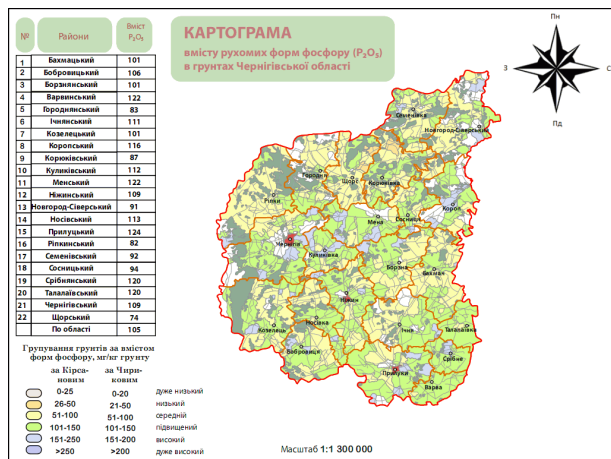 № Райони Вміст P₂O₅
1 Бахмацький 101
2 Бобровицький 106
3 Борзнянський 101
4 Варвинський 122
5 Городнянський 83
6 Ічнянський 111
7 Козелецький 101
8 Коропський 116
9 Корюківський 87
10 Куликівський 112
11 Менський 122
12 Ніжинський 109
13 Новгород-Сіверський 91
14 Носівський 113
15 Прилуцький 124
16 Ріпкинський 82
17 Семенівський 92
18 Сосницький 94
19 Срібнянський 120
20 Талалаївський 120
21 Чернігівський 109
22 Щорський 74
По області 105
КАРТОГРАМА
вмісту рухомих форм фосфору (P₂O₅)
в грунтах Чернігівської області
Пн
З
С
Пд
Семенівка
Новгород-Сіверський
Городня
Щорс
Корюківка
Ріпки
Короп
Мена
Сосниця
Чернігів
Куликівка
Борзна
Бахмач
Ніжин
Козелець
Носівка
Ічня
Талалаївка
Бобровиця
Срібне
Прилуки
Варва
Групування грунтів за вмістом
форм фосфору, мг/кг грунту
за Кірса-
новим
за Чири-
ковим
0-25 0-20 дуже низький
26-50 21-50 низький
51-100 51-100 середній
101-150 101-150 підвищений
151-250 151-200 високий
>250 >200 дуже високий
Масштаб 1:1 300 000